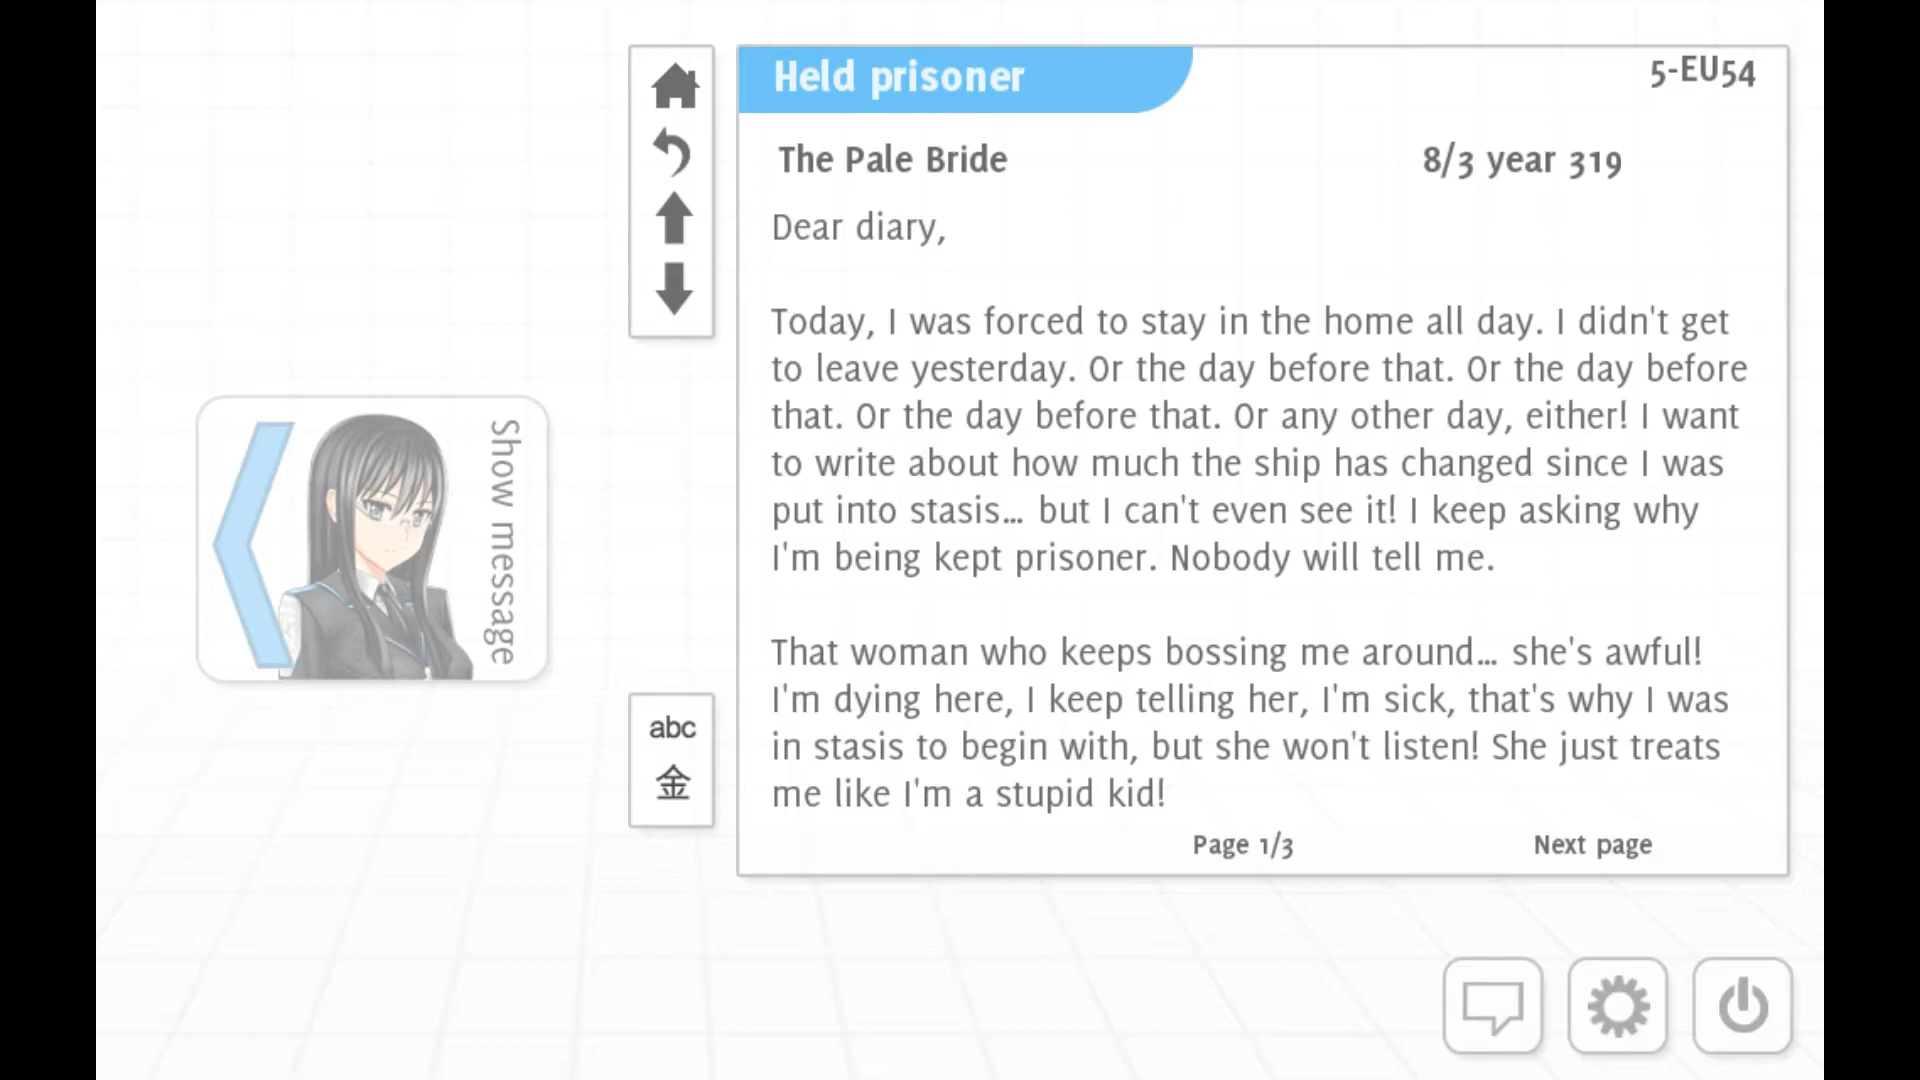 Held prisoner
5-EU54
The Pale Bride
8/3 year 319
Dear diary,
Today, I was forced to stay in the home all day. I didn't get
to leave yesterday. Or the day before that. Or the day before
that. Or the day before that. Or any other day, either! I want
to write about how much the ship has changed since I was
put into stasis... but I can't even see it! I keep asking why
I'm being kept prisoner. Nobody will tell me.
That woman who keeps bossing me around... she's awful!
I'm dying here, I keep telling her, I'm sick, that's why I was
in stasis to begin with, but she won't listen! She just treats
me like I'm a stupid kid!
Page 1/3
Next page
Show message
abc
金